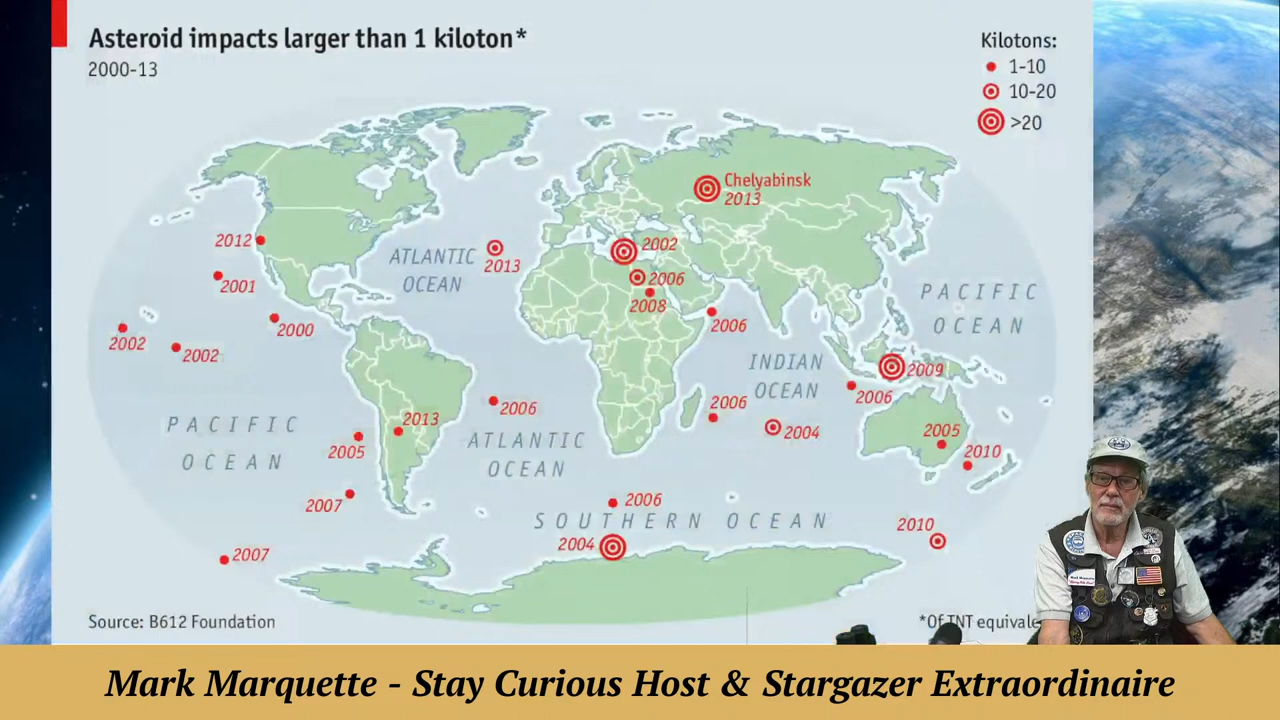 Asteroid impacts larger than 1 kiloton*
2000-13
Kilotons:
1-10
10-20
>20
Chelyabinsk
2013
2012
2001
2000
2002
2002
ATLANTIC
OCEAN
2013
2002
2006
2008
2006
PACIFIC
OCEAN
INDIAN
OCEAN
2009
2006
2006
2004
2005
2010
2006
2013
2005
PACIFIC
OCEAN
ATLANTIC
OCEAN
2007
2006
SOUTHERN OCEAN
2004
2010
2007
Source: B612 Foundation
*Of TNT equivale
Mark Marquette - Stay Curious Host & Stargazer Extraordinaire